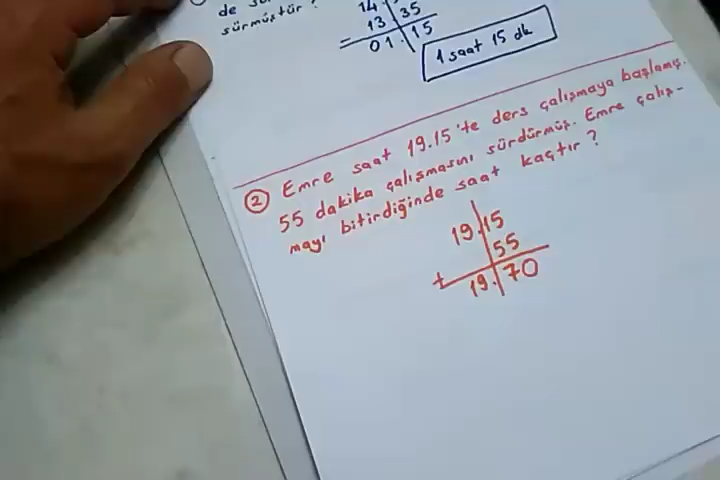 de
sürmüştür?
14.
13 35
= 01.15
1 saat 15 dk
2 Emre saat 19.15'te ders çalışmaya başlamış.
55 dakika çalışmasını sürdürmüş. Emre çalış-
mayı bitirdiğinde saat kaçtır?
19.15
55
+
19.70